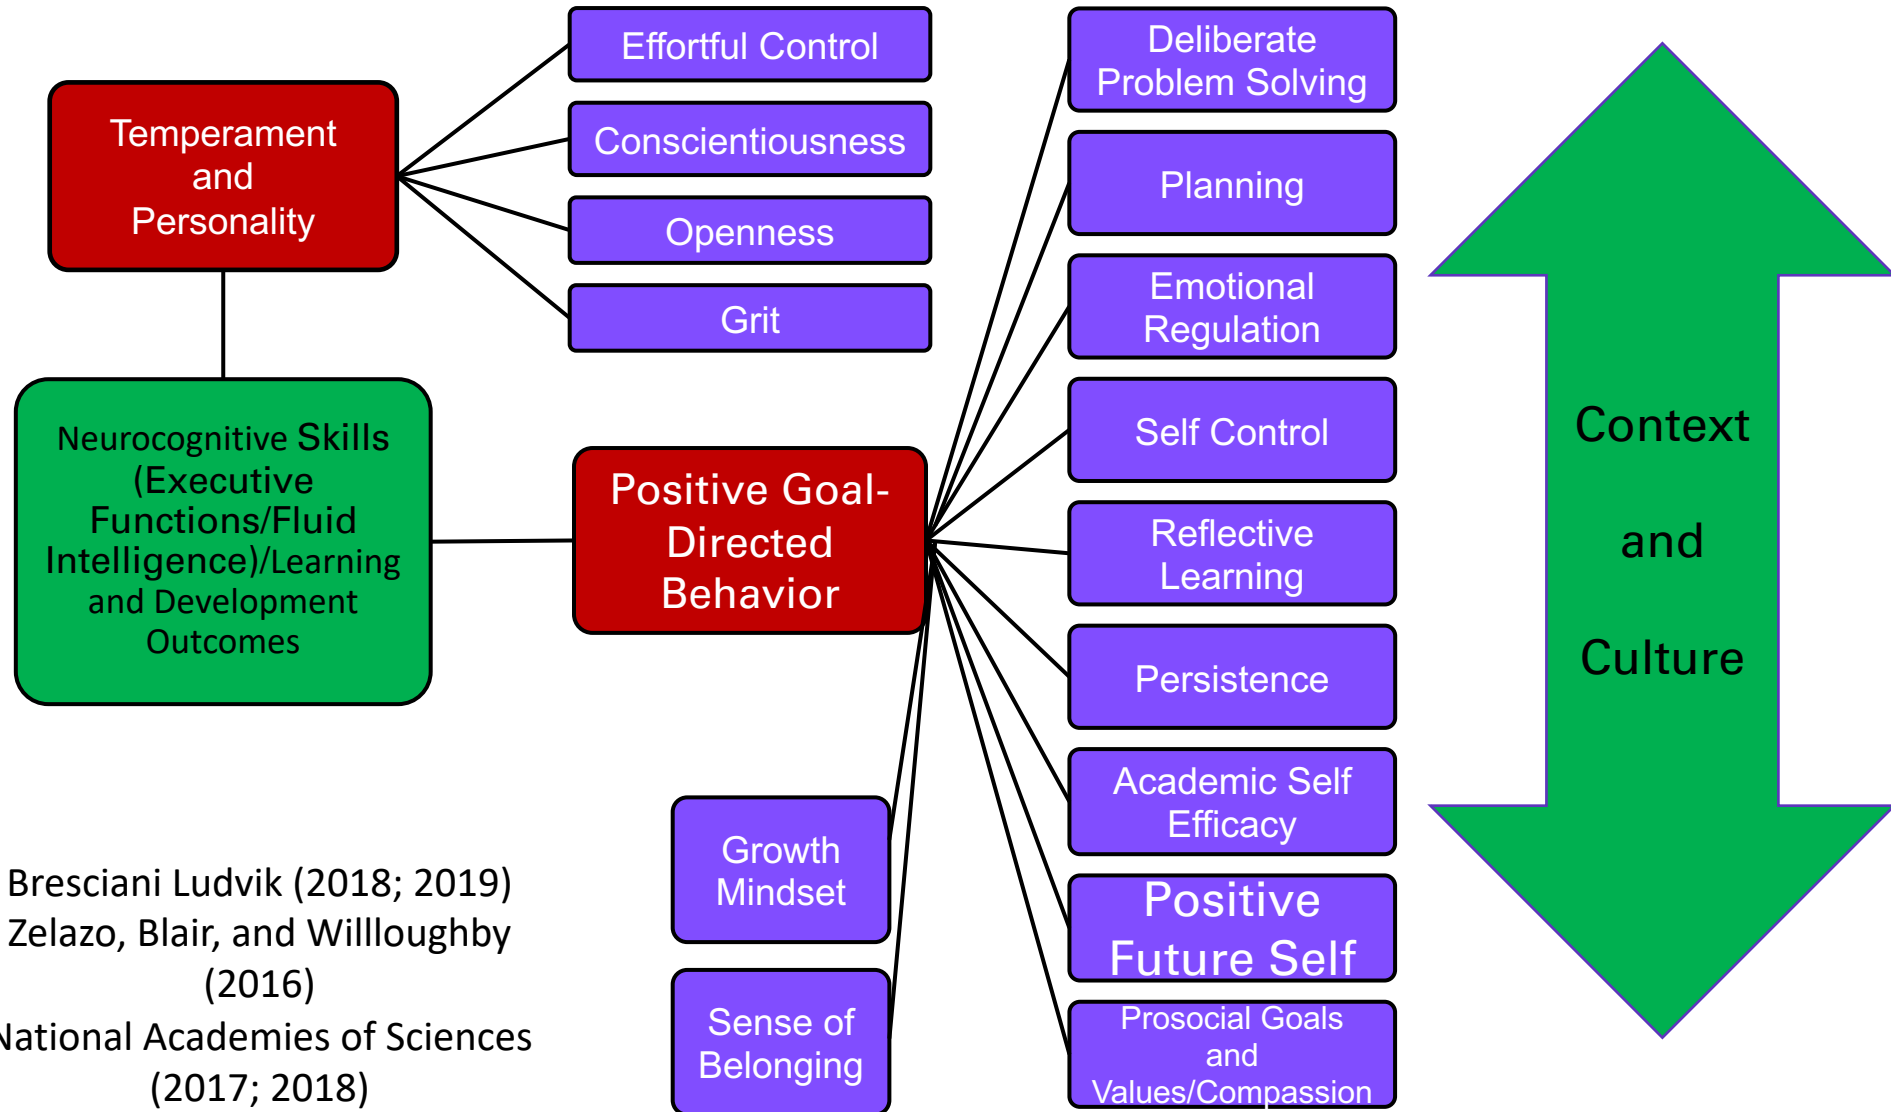 Temperament
and
Personality
Effortful Control
Conscientiousness
Openness
Grit
Neurocognitive Skills
(Executive
Functions/Fluid
Intelligence)/Learning
and Development
Outcomes
Positive Goal-
Directed
Behavior
Deliberate
Problem Solving
Planning
Emotional
Regulation
Self Control
Reflective
Learning
Persistence
Academic Self
Efficacy
Positive
Future Self
Prosocial Goals
and
Values/Compassion
Growth
Mindset
Sense of
Belonging
Context
and
Culture
Bresciani Ludvik (2018; 2019)
Zelazo, Blair, and Willloughby
(2016)
National Academies of Sciences
(2017; 2018)